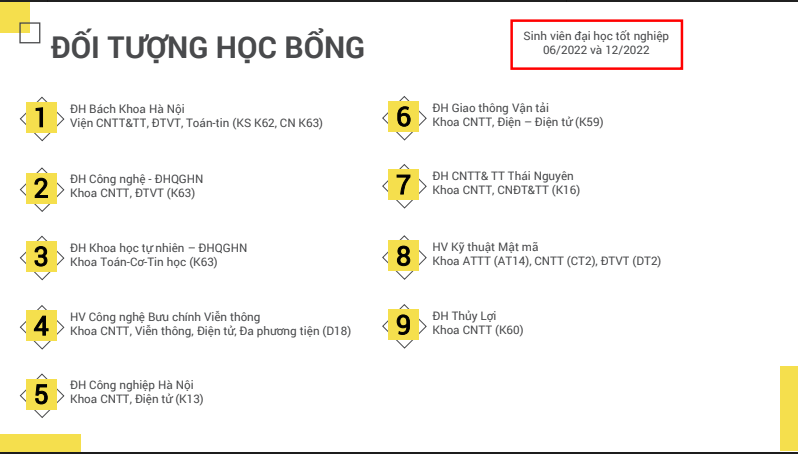 ĐỐI TƯỢNG HỌC BỔNG
Sinh viên đại học tốt nghiệp
06/2022 và 12/2022
1
ĐH Bách Khoa Hà Nội
Viện CNTT&TT, ĐTVT, Toán-tin (KS K62, CN K63)
2
ĐH Công nghệ - ĐHQGHN
Khoa CNTT, ĐTVT (K63)
3
ĐH Khoa học tự nhiên – ĐHQGHN
Khoa Toán-Cơ-Tin học (K63)
4
HV Công nghệ Bưu chính Viễn thông
Khoa CNTT, Viễn thông, Điện tử, Đa phương tiện (D18)
5
ĐH Công nghiệp Hà Nội
Khoa CNTT, Điện tử (K13)
6
ĐH Giao thông Vận tải
Khoa CNTT, Điện – Điện tử (K59)
7
ĐH CNTT& TT Thái Nguyên
Khoa CNTT, CNĐT&TT (K16)
8
HV Kỹ thuật Mật mã
Khoa ATTT (AT14), CNTT (CT2), ĐTVT (DT2)
9
ĐH Thủy Lợi
Khoa CNTT (K60)